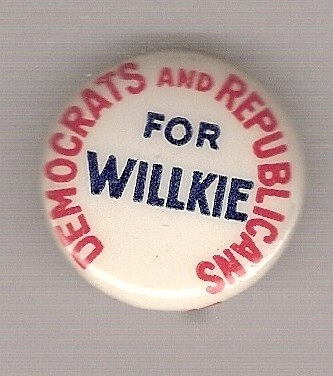 DEMOCRATS AND REPUBLICANS
FOR
WILLKIE